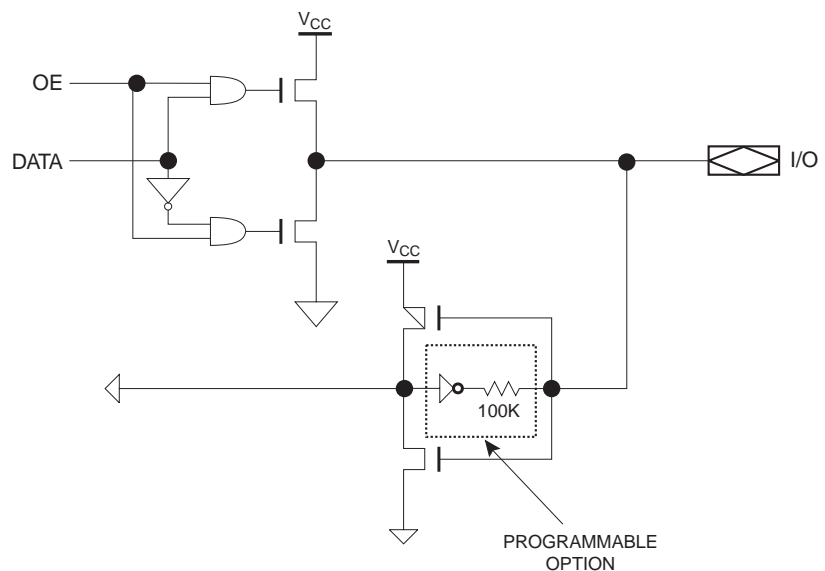 VCC
OE
DATA
I/O
VCC
100K
PROGRAMMABLE
OPTION